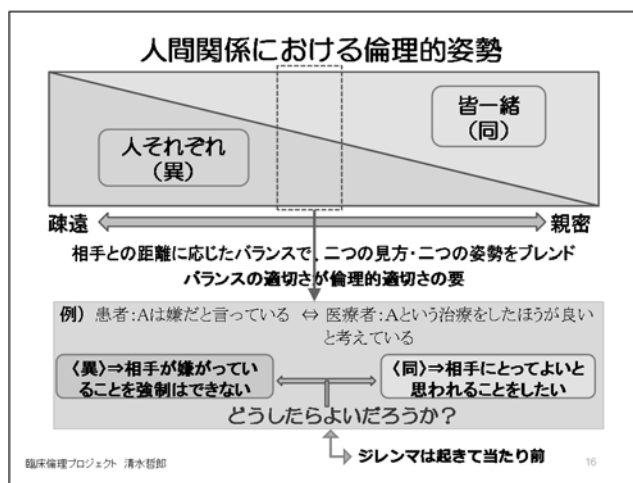 人間関係における倫理的姿勢
皆一緒
（同）
人それぞれ
（異）
疎遠
親密
相手との距離に応じたバランスで、二つの見方・二つの姿勢をブレンド
バランスの適切さが倫理的適切さの要
例）患者：Aは嫌だと言っている ⇔ 医療者：Aという治療をしたほうが良い
と考えている
〈異〉⇒相手が嫌がってい
ることを強制はできない
〈同〉⇒相手にとってよいと
思われることをしたい
どうしたらよいだろうか？
ジレンマは起きて当たり前
臨床倫理プロジェクト 清水哲郎
16